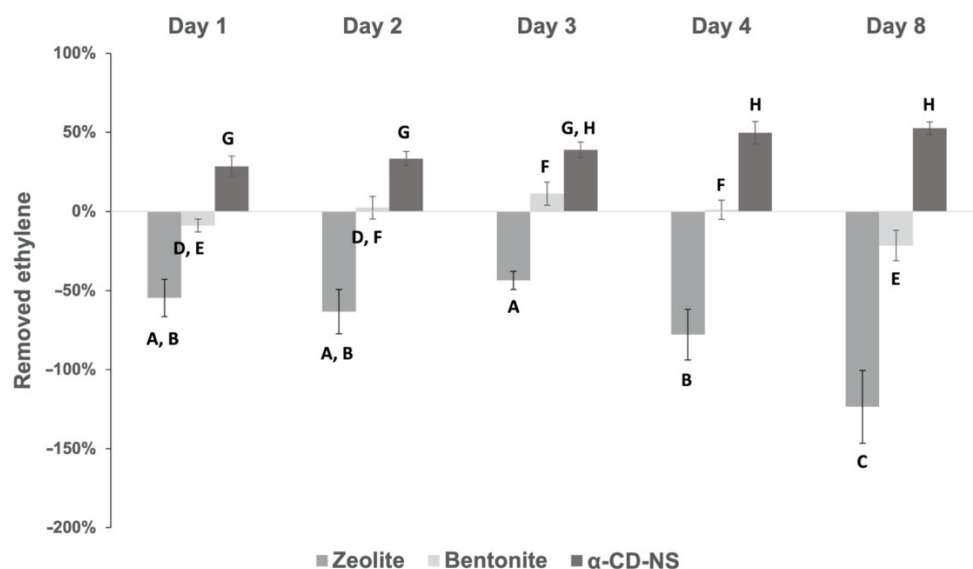 Day 1 Day 2 Day 3 Day 4 Day 8
100%
H H
G, H
G G
50%
F
F
0%
D, E D, F
E
-50%
A
A, B A, B
B
-100%
C
-150%
-200%
Removed ethylene
Zeolite Bentonite α-CD-NS